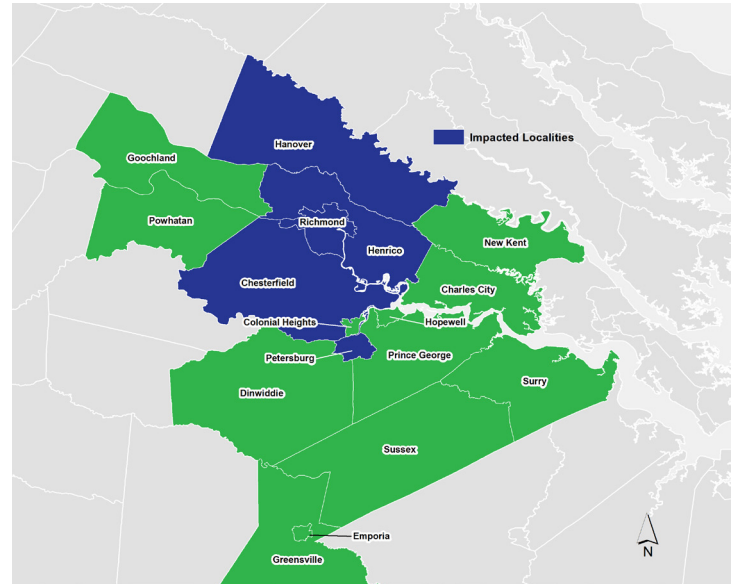 Hanover
Impacted Localities
Goochland
Richmond
Powhatan
New Kent
Henrico
Chesterfield
Charles City
Colonial Heights
Hopewell
Petersburg
Prince George
Surry
Dinwiddie
Sussex
Emporia
N
Greensville